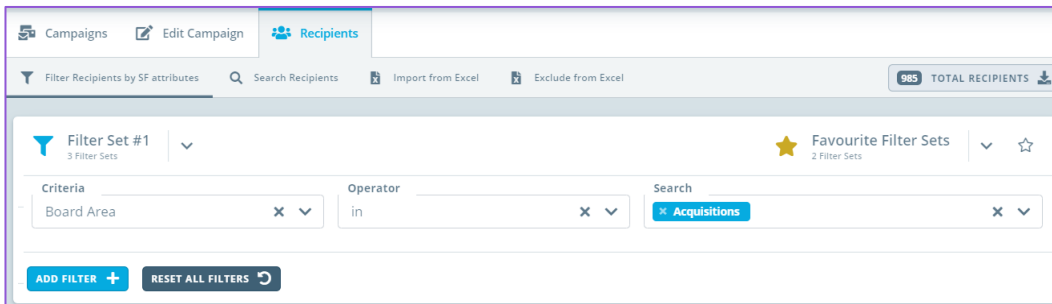 Campaigns Edit Campaign Recipients
Filter Recipients by SF attributes Search Recipients Import from Excel Exclude from Excel 985 TOTAL RECIPIENTS
Filter Set #1
3 Filter Sets
Favourite Filter Sets
2 Filter Sets
Criteria Operator Search
Board Area in × Acquisitions
ADD FILTER RESET ALL FILTERS